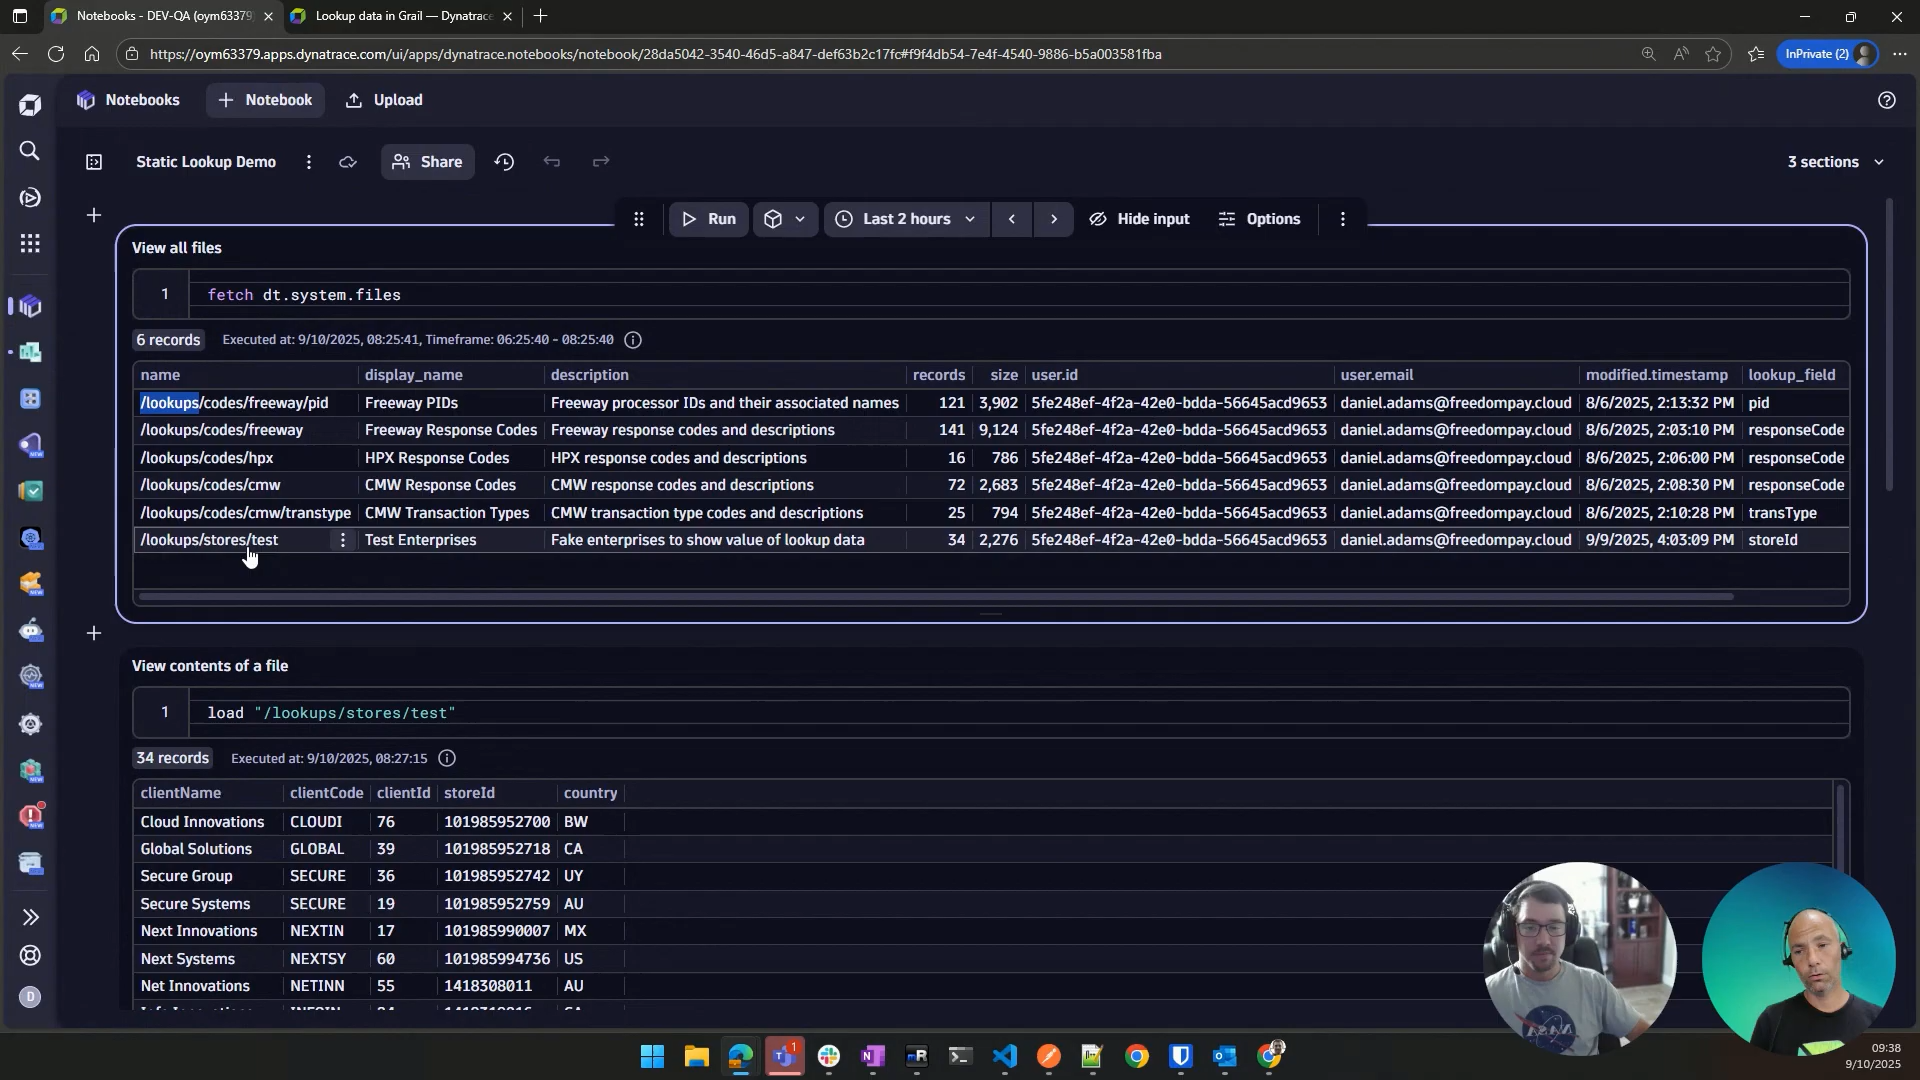 Notebooks - DEV-QA (oym63379
Lookup data in Grail — Dynatrace
https://oym63379.apps.dynatrace.com/ui/apps/dynatrace.notebooks/notebook/28da5042-3540-46d5-a847-def63b2c17fc#f9f4db54-7e4f-4540-9886-b5a003581fba
InPrivate (2)
Notebooks
Notebook
Upload
Static Lookup Demo
Share
3 sections
Run
Last 2 hours
Hide input
Options
View all files
1 fetch dt.system.files
6 records Executed at: 9/10/2025, 08:25:41, Timeframe: 06:25:40 - 08:25:40
name display_name description records size user.id user.email modified.timestamp lookup_field
/lookups/codes/freeway/pid Freeway PIDs Freeway processor IDs and their associated names 121 3,902 5fe248ef-4f2a-42e0-bdda-56645acd9653 daniel.adams@freedompay.cloud 8/6/2025, 2:13:32 PM pid
/lookups/codes/freeway Freeway Response Codes Freeway response codes and descriptions 141 9,124 5fe248ef-4f2a-42e0-bdda-56645acd9653 daniel.adams@freedompay.cloud 8/6/2025, 2:03:10 PM responseCode
/lookups/codes/hpx HPX Response Codes HPX response codes and descriptions 16 786 5fe248ef-4f2a-42e0-bdda-56645acd9653 daniel.adams@freedompay.cloud 8/6/2025, 2:06:00 PM responseCode
/lookups/codes/cmw CMW Response Codes CMW response codes and descriptions 72 2,683 5fe248ef-4f2a-42e0-bdda-56645acd9653 daniel.adams@freedompay.cloud 8/6/2025, 2:08:30 PM responseCode
/lookups/codes/cmw/transtype CMW Transaction Types CMW transaction type codes and descriptions 25 794 5fe248ef-4f2a-42e0-bdda-56645acd9653 daniel.adams@freedompay.cloud 8/6/2025, 2:10:28 PM transType
/lookups/stores/test Test Enterprises Fake enterprises to show value of lookup data 34 2,276 5fe248ef-4f2a-42e0-bdda-56645acd9653 daniel.adams@freedompay.cloud 9/9/2025, 4:03:09 PM storeId
View contents of a file
1 load "/lookups/stores/test"
34 records Executed at: 9/10/2025, 08:27:15
clientName clientCode clientId storeId country
Cloud Innovations CLOUDI 76 101985952700 BW
Global Solutions GLOBAL 39 101985952718 CA
Secure Group SECURE 36 101985952742 UY
Secure Systems SECURE 19 101985952759 AU
Next Innovations NEXTIN 17 101985990007 MX
Next Systems NEXTSY 60 101985994736 US
Net Innovations NETINN 55 1418308011 AU
D
09:38
9/10/2025